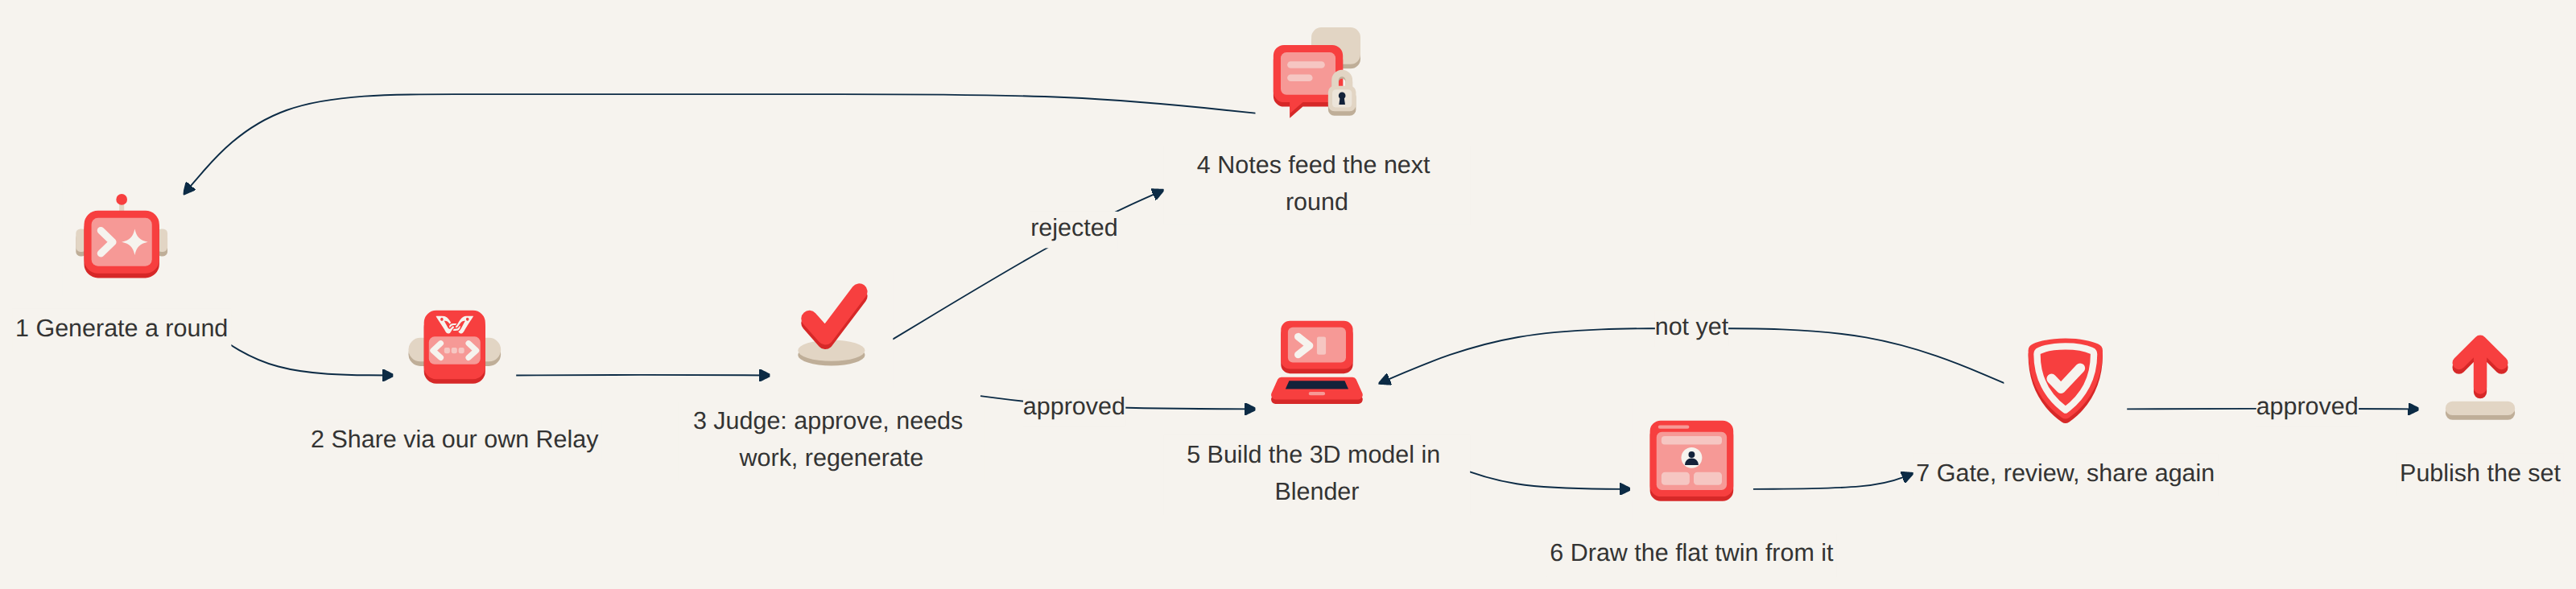 1 Generate a round
2 Share via our own Relay
3 Judge: approve, needs
work, regenerate
rejected
4 Notes feed the next
round
approved
5 Build the 3D model in
Blender
6 Draw the flat twin from it
not yet
7 Gate, review, share again
approved
Publish the set